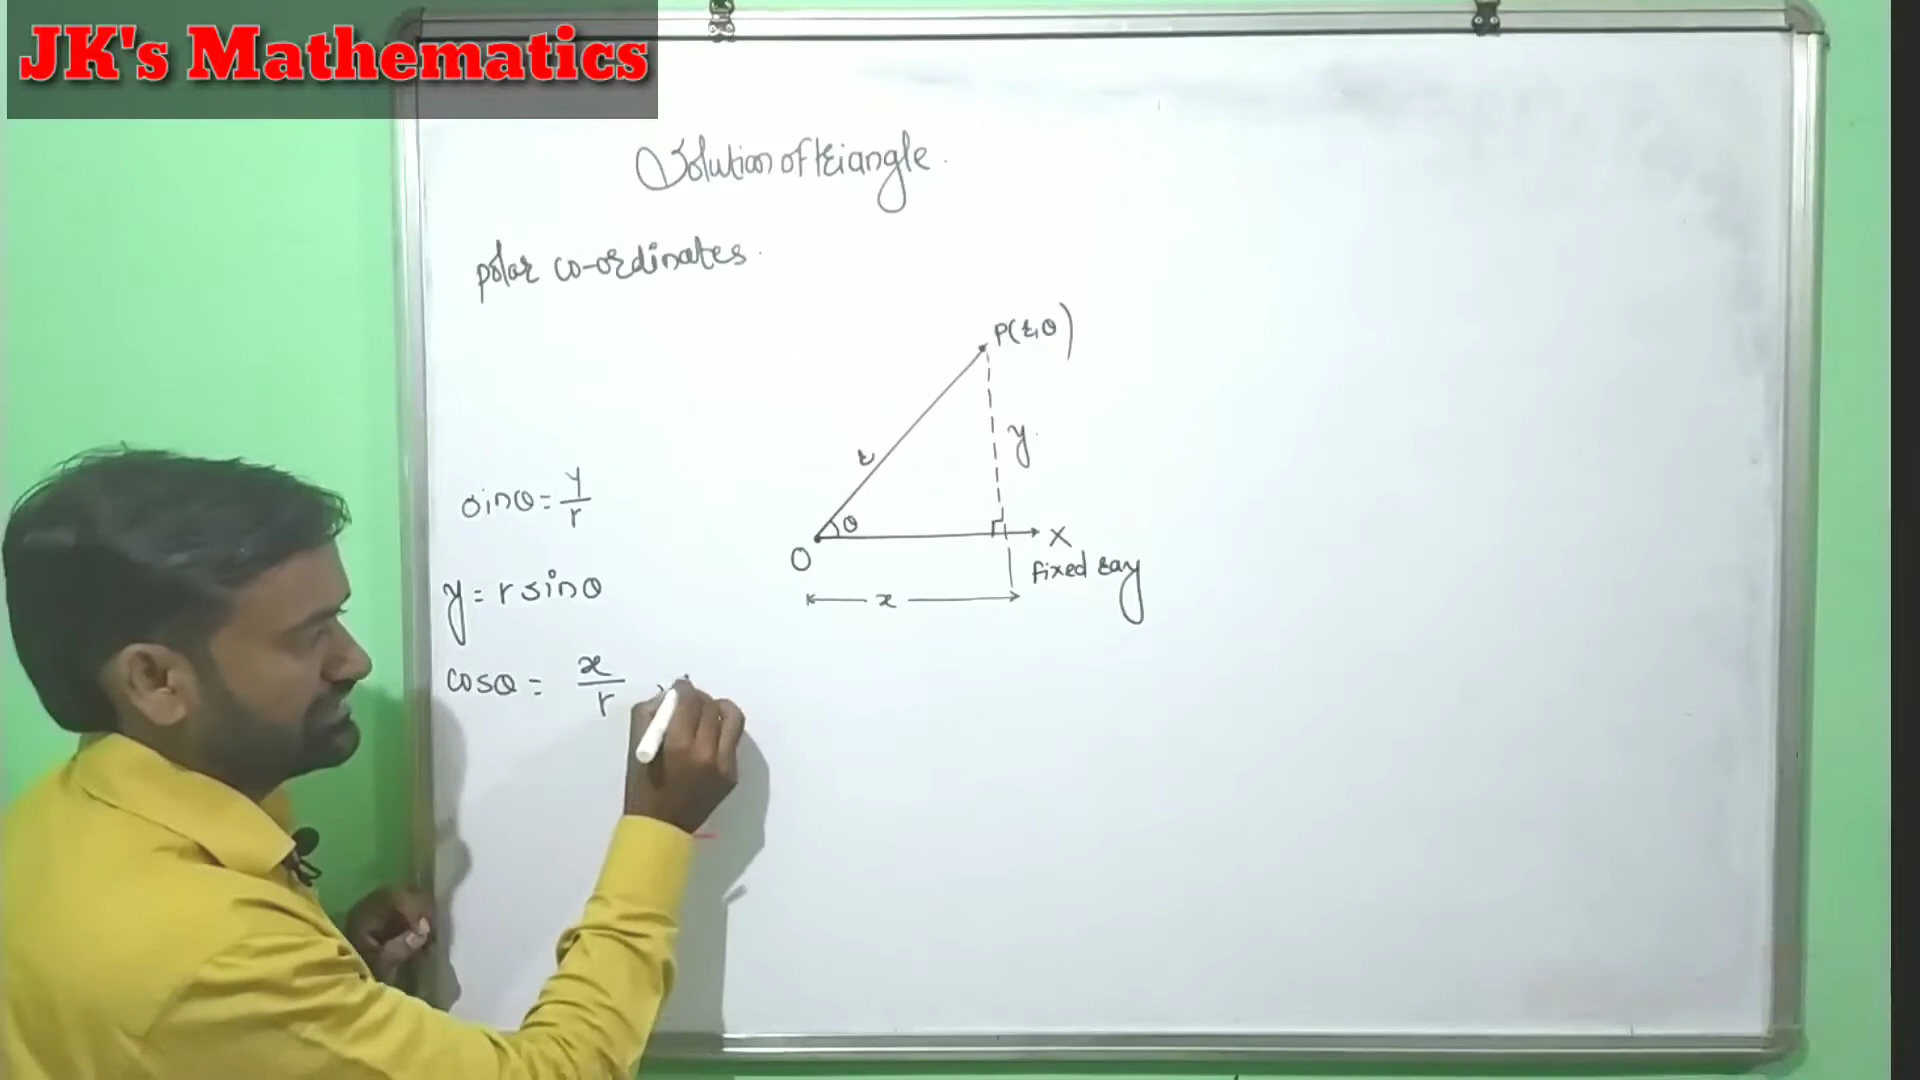 JK's Mathematics
Solution of triangle.
polar co-ordinates.
P(r,θ)
r
y
θ
O
X
fixed ray
x
sinθ = y/r
y = r sinθ
cosθ = x/r